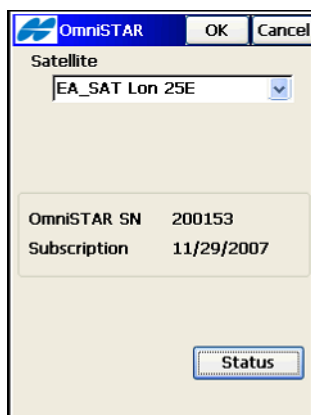 OmniSTAR OK Cancel
Satellite
EA_SAT Lon 25E
OmniSTAR SN 200153
Subscription 11/29/2007
Status